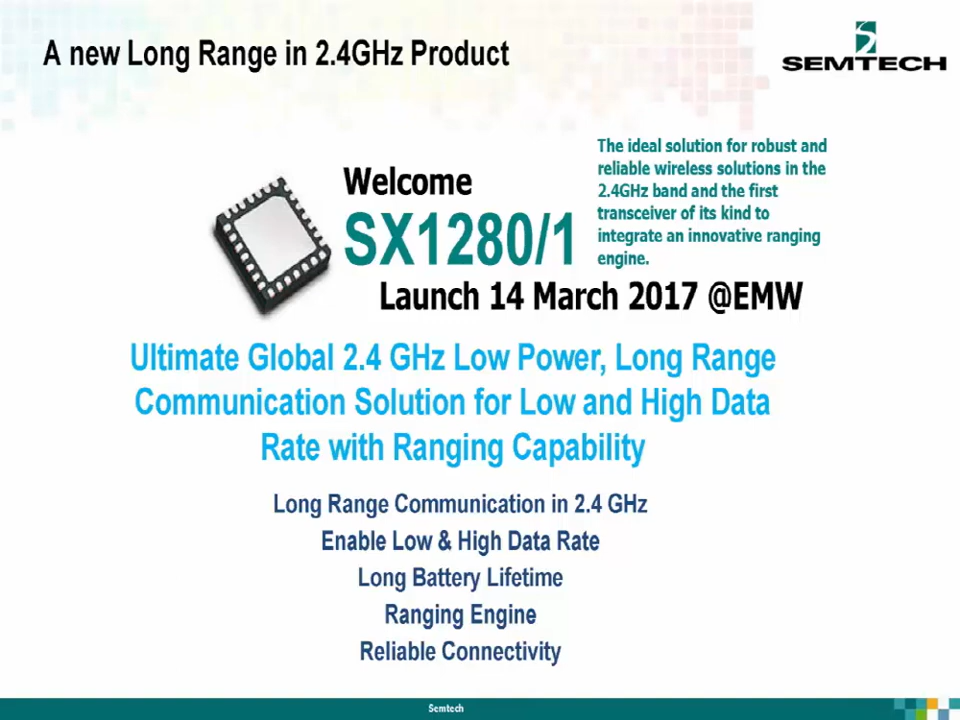 A new Long Range in 2.4GHz Product
SEMTECH
Welcome
SX1280/1
The ideal solution for robust and
reliable wireless solutions in the
2.4GHz band and the first
transceiver of its kind to
integrate an innovative ranging
engine.
Launch 14 March 2017 @EMW
Ultimate Global 2.4 GHz Low Power, Long Range
Communication Solution for Low and High Data
Rate with Ranging Capability
Long Range Communication in 2.4 GHz
Enable Low & High Data Rate
Long Battery Lifetime
Ranging Engine
Reliable Connectivity
Semtech